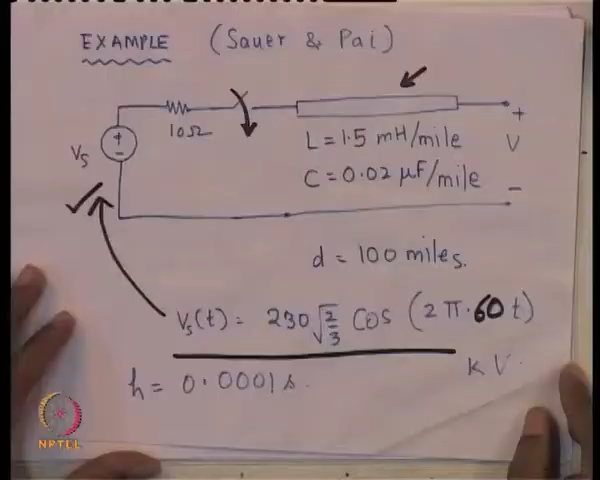 EXAMPLE (Sauer & Pai)
10Ω
L = 1.5 mH/mile
C = 0.02 μF/mile
+
V
-
+
-
Vs
d = 100 miles.
Vs(t) = 230 √2/3 Cos (2π.60t)
KV.
h = 0.0001 s.
NPTEL